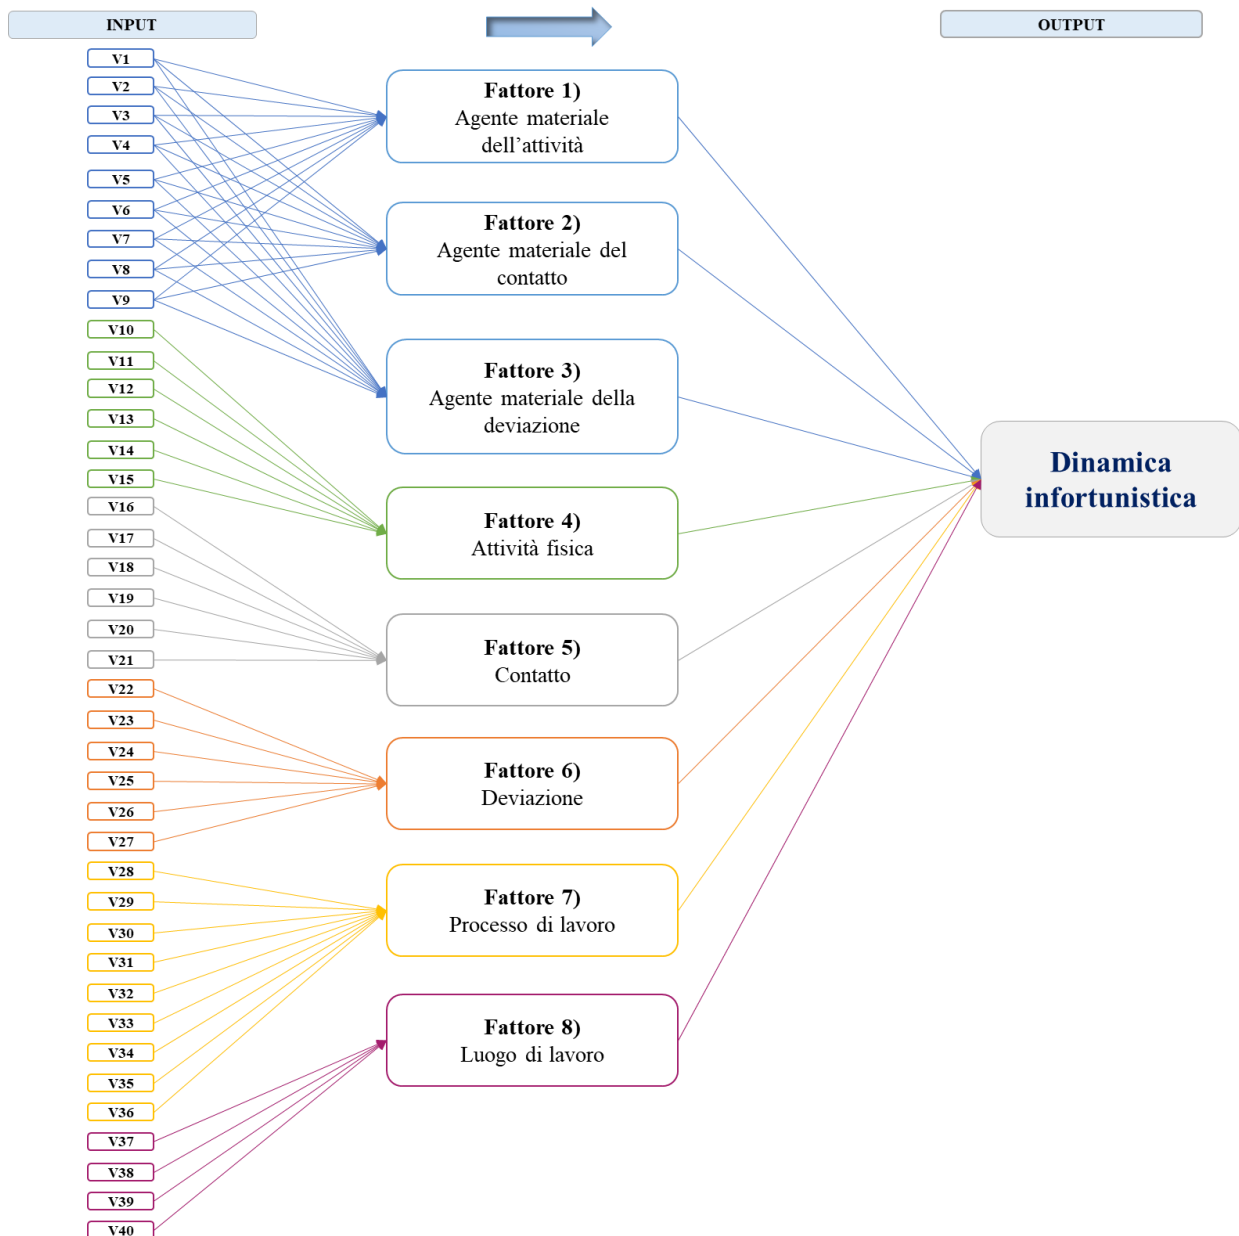 INPUT
OUTPUT
V1
V2
V3
V4
V5
V6
V7
V8
V9
V10
V11
V12
V13
V14
V15
V16
V17
V18
V19
V20
V21
V22
V23
V24
V25
V26
V27
V28
V29
V30
V31
V32
V33
V34
V35
V36
V37
V38
V39
V40
Fattore 1)
Agente materiale
dell’attività
Fattore 2)
Agente materiale del
contatto
Fattore 3)
Agente materiale della
deviazione
Fattore 4)
Attività fisica
Fattore 5)
Contatto
Fattore 6)
Deviazione
Fattore 7)
Processo di lavoro
Fattore 8)
Luogo di lavoro
Dinamica
infortunistica